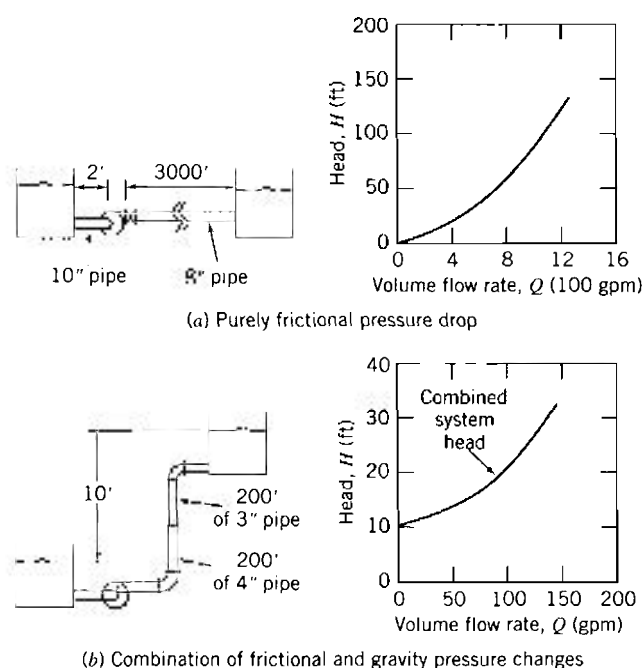 2'
3000'
10" pipe
8" pipe
200
150
100
50
0
Head, H (ft)
0
4
8
12
16
Volume flow rate, Q (100 gpm)
(a) Purely frictional pressure drop
10'
200'
of 3" pipe
200'
of 4" pipe
40
30
20
10
0
Head, H (ft)
Combined
system
head
0
50
100
150
200
Volume flow rate, Q (gpm)
(b) Combination of frictional and gravity pressure changes